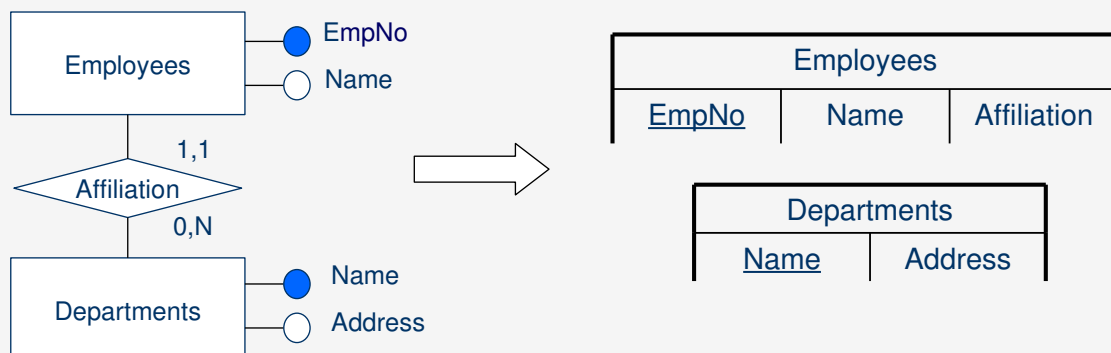 Employees
EmpNo
Name
1,1
Affiliation
0,N
Departments
Name
Address
Employees
EmpNo Name Affiliation
Departments
Name Address